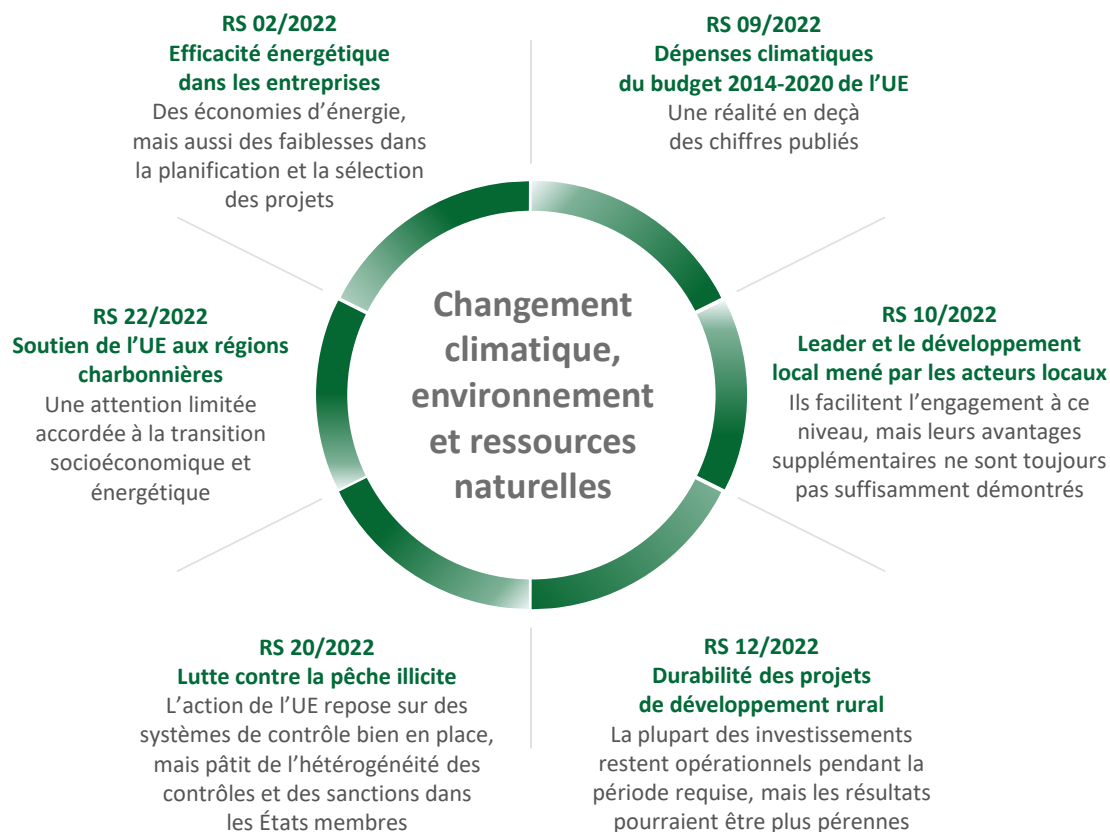 RS 02/2022
Efficacité énergétique
dans les entreprises
Des économies d’énergie,
mais aussi des faiblesses dans
la planification et la sélection
des projets
RS 09/2022
Dépenses climatiques
du budget 2014-2020 de l’UE
Une réalité en deçà
des chiffres publiés
RS 22/2022
Soutien de l’UE aux régions
charbonnières
Une attention limitée
accordée à la transition
socioéconomique et
énergétique
Changement
climatique,
environnement
et ressources
naturelles
RS 10/2022
Leader et le développement
local mené par les acteurs locaux
Ils facilitent l’engagement à ce
niveau, mais leurs avantages
supplémentaires ne sont toujours
pas suffisamment démontrés
RS 20/2022
Lutte contre la pêche illicite
L’action de l’UE repose sur des
systèmes de contrôle bien en place,
mais pâtit de l’hétérogénéité des
contrôles et des sanctions dans
les États membres
RS 12/2022
Durabilité des projets
de développement rural
La plupart des investissements
restent opérationnels pendant la
période requise, mais les résultats
pourraient être plus pérennes